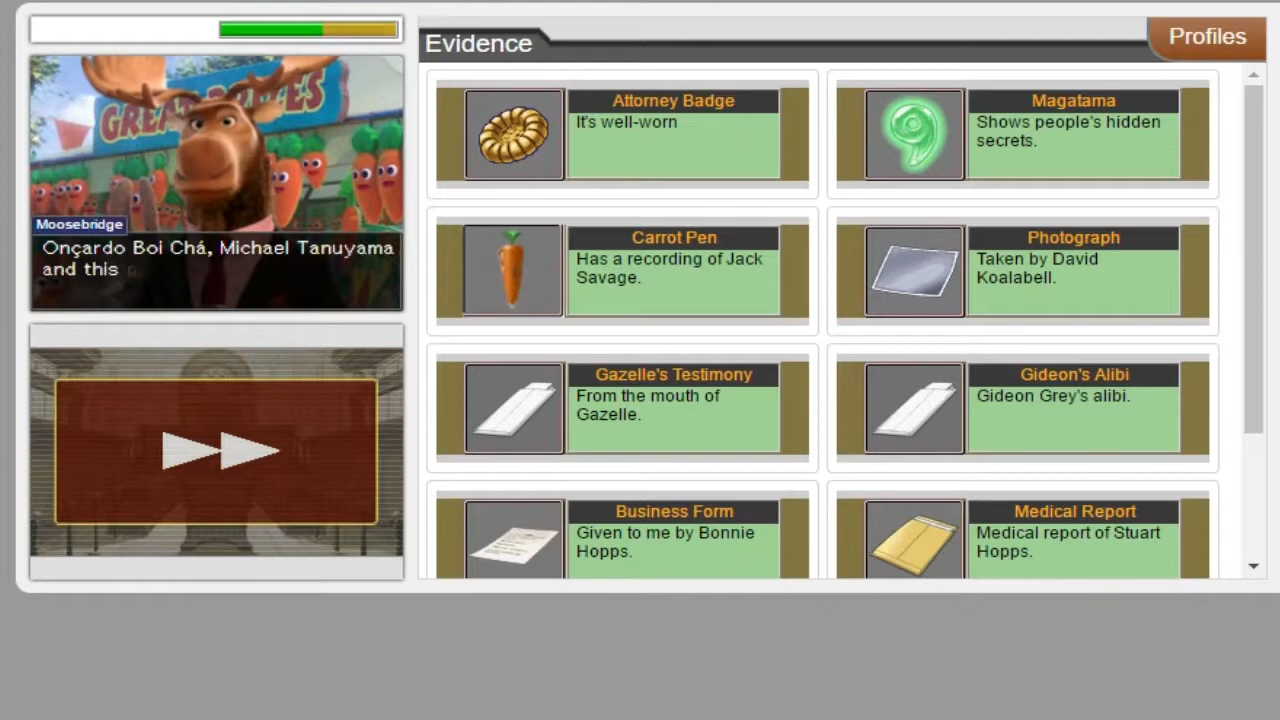 Evidence
Profiles
GREAT PRIZES
Moosebridge
Onçardo Boi Chá, Michael Tanuyama
and this
Attorney Badge
It's well-worn
Magatama
Shows people's hidden
secrets.
Carrot Pen
Has a recording of Jack
Savage.
Photograph
Taken by David
Koalabell.
Gazelle's Testimony
From the mouth of
Gazelle.
Gideon's Alibi
Gideon Grey's alibi.
Business Form
Given to me by Bonnie
Hopps.
Medical Report
Medical report of Stuart
Hopps.